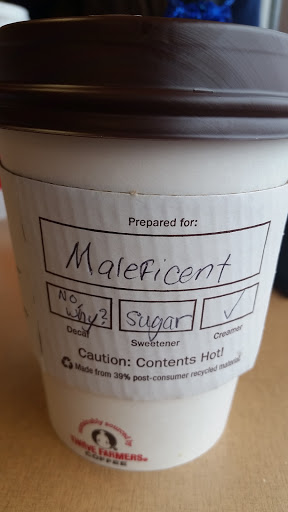 Prepared for:
Maleficent
No,
Why? Sugar ✓
Decaf Sweetener Creamer
Caution: Contents Hot!
Made from 39% post-consumer recycled material
THRIVE FARMERS®
COFFEE